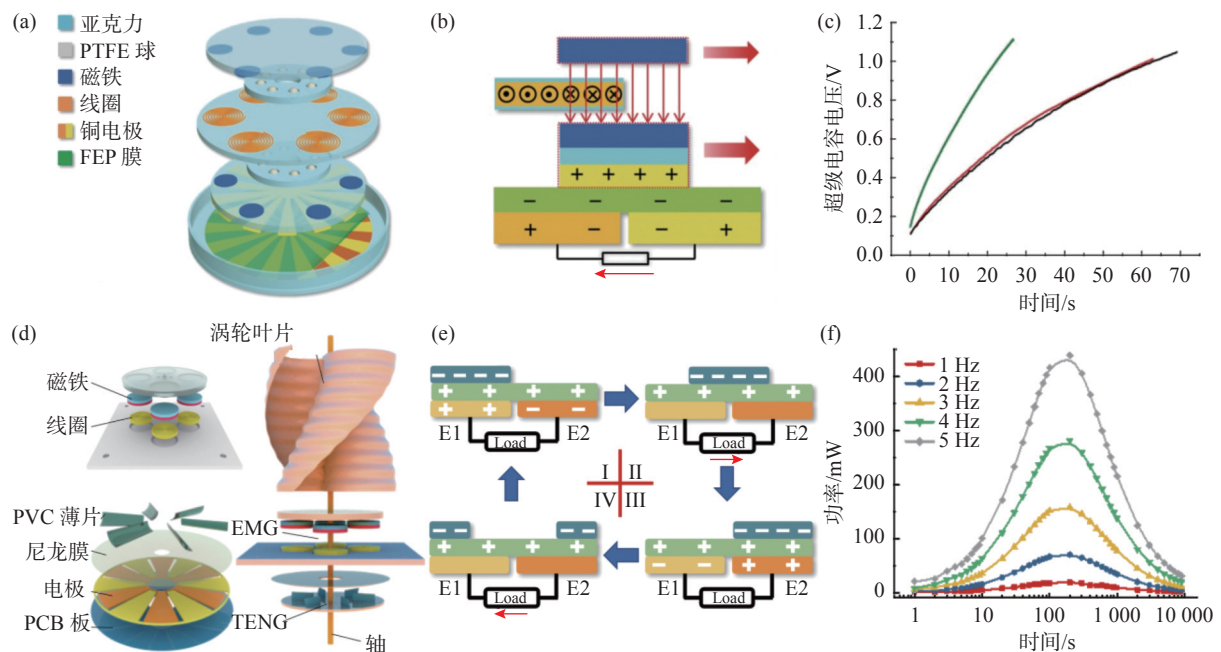 (a)
亚克力
PTFE 球
磁铁
线圈
铜电极
FEP 膜
(b)
+ + + +
− − − −
+ − − +
(c)
超级电容电压/V
1.2
1.0
0.8
0.6
0.4
0.2
0.0
0 10 20 30 40 50 60 70
时间/s
(d)
磁铁
线圈
涡轮叶片
PVC 薄片
尼龙膜
电极
PCB 板
EMG
TENG
轴
(e)
− − − −
+ + + +
+ + − −
E1 Load E2
− − − −
+ + + +
E1 Load E2
I II
IV III
− − − −
+ + + +
E1 Load E2
− − − −
+ + + +
− − + +
E1 Load E2
(f)
1 Hz
2 Hz
3 Hz
4 Hz
5 Hz
功率/mW
400
300
200
100
0
1 10 100 1 000 10 000
时间/s